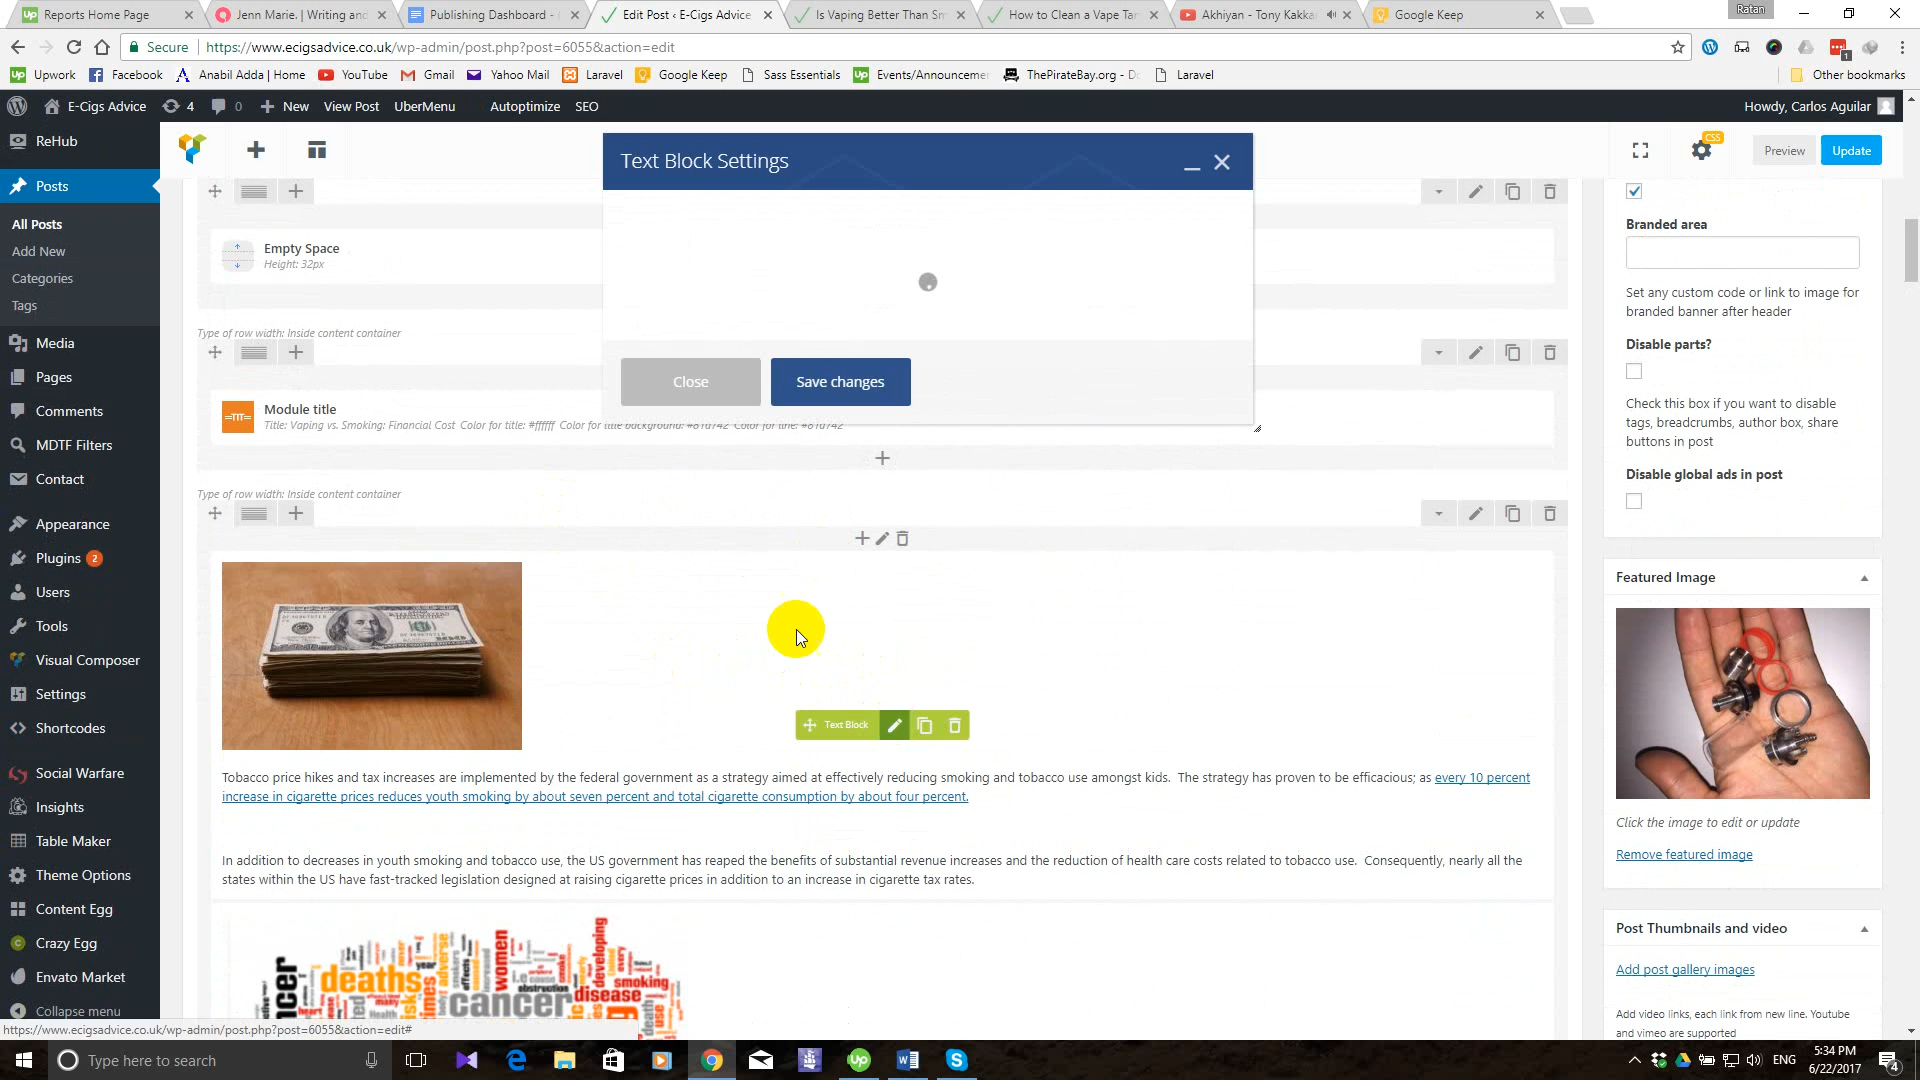 Reports Home Page
Jenn Marie. | Writing and
Publishing Dashboard -
Edit Post ‹ E-Cigs Advice
Is Vaping Better Than Sm
How to Clean a Vape Tan
Akhiyan - Tony Kakka
Google Keep
Ratan
Secure
https://www.ecigsadvice.co.uk/wp-admin/post.php?post=6055&action=edit
Upwork
Facebook
Anabil Adda | Home
YouTube
Gmail
Yahoo Mail
Laravel
Google Keep
Sass Essentials
Events/Announceme
ThePirateBay.org - Do
Laravel
Other bookmarks
E-Cigs Advice
4
0
New
View Post
UberMenu
Autoptimize
SEO
Howdy, Carlos Aguilar
ReHub
Posts
All Posts
Add New
Categories
Tags
Media
Pages
Comments
MDTF Filters
Contact
Appearance
Plugins 2
Users
Tools
Visual Composer
Settings
Shortcodes
Social Warfare
Insights
Table Maker
Theme Options
Content Egg
Crazy Egg
Envato Market
Collapse menu
CSS
Preview
Update
Text Block Settings
Close
Save changes
Empty Space
Height: 32px
Type of row width: Inside content container
Module title
Title: Vaping vs. Smoking: Financial Cost Color for title: #ffffff Color for title background: #81d742 Color for line: #81d742
Type of row width: Inside content container
Text Block
Tobacco price hikes and tax increases are implemented by the federal government as a strategy aimed at effectively reducing smoking and tobacco use amongst kids. The strategy has proven to be efficacious; as every 10 percent
increase in cigarette prices reduces youth smoking by about seven percent and total cigarette consumption by about four percent.
In addition to decreases in youth smoking and tobacco use, the US government has reaped the benefits of substantial revenue increases and the reduction of health care costs related to tobacco use. Consequently, nearly all the
states within the US have fast-tracked legislation designed at raising cigarette prices in addition to an increase in cigarette tax rates.
deaths
cancer
women
developing
smoking
disease
adverse
effects
year
times
many
Health
obstruction
death
Branded area
Set any custom code or link to image for
branded banner after header
Disable parts?
Check this box if you want to disable
tags, breadcrumbs, author box, share
buttons in post
Disable global ads in post
Featured Image
Click the image to edit or update
Remove featured image
Post Thumbnails and video
Add post gallery images
Add video links, each link from new line. Youtube
and vimeo are supported
https://www.ecigsadvice.co.uk/wp-admin/post.php?post=6055&action=edit#
Type here to search
ENG
5:34 PM
6/22/2017
4